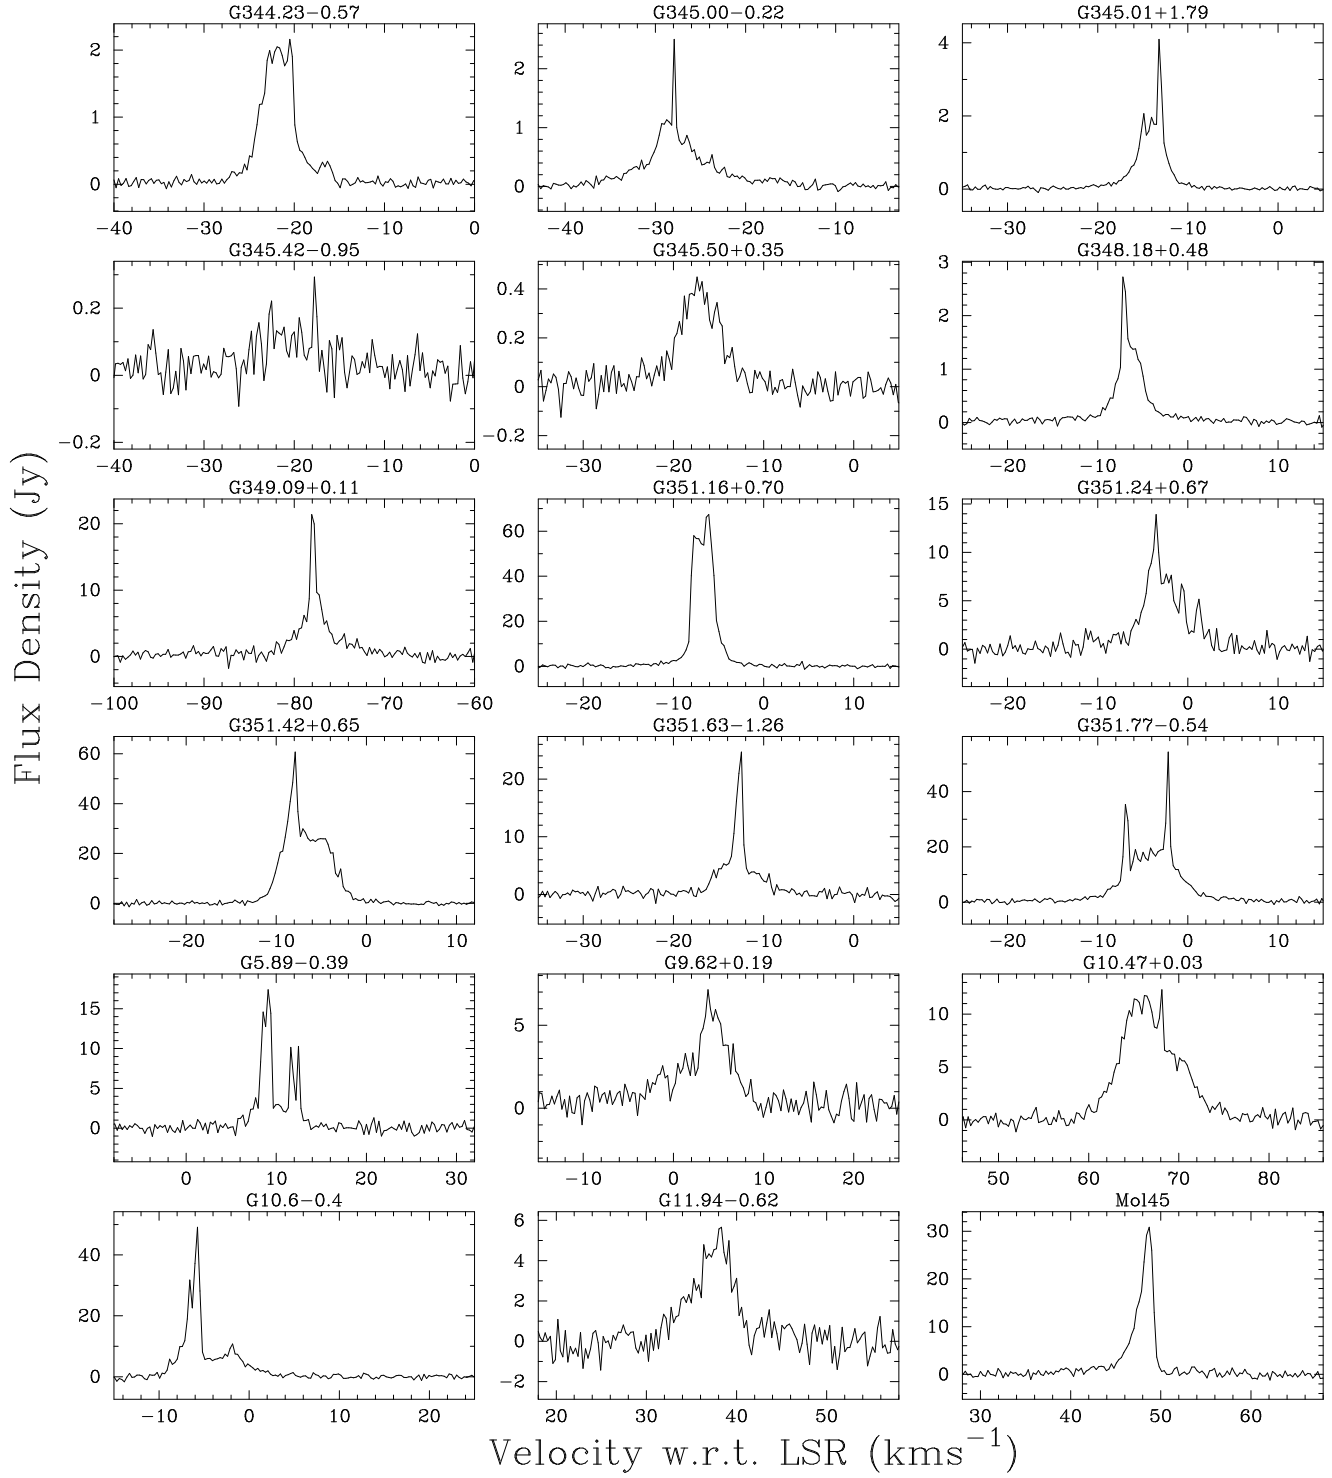 G344.23−0.57 G345.00−0.22 G345.01+1.79
2 1 0
2 1 0
4 2 0
−40 −30 −20 −10 0 −40 −30 −20 −10 −30 −20 −10 0
G345.42−0.95 G345.50+0.35 G348.18+0.48
0.2 0 −0.2
0.4 0.2 0 −0.2
3 2 1 0
−40 −30 −20 −10 0 −30 −20 −10 0 −20 −10 0 10
G349.09+0.11 G351.16+0.70 G351.24+0.67
20 10 0
60 40 20 0
15 10 5 0
−100 −90 −80 −70 −60 −20 −10 0 10 −20 −10 0 10
G351.42+0.65 G351.63−1.26 G351.77−0.54
60 40 20 0
20 10 0
40 20 0
−20 −10 0 10 −30 −20 −10 0 −20 −10 0 10
G5.89−0.39 G9.62+0.19 G10.47+0.03
15 10 5 0
5 0
10 5 0
0 10 20 30 −10 0 10 20 50 60 70 80
G10.6−0.4 G11.94−0.62 Mol45
40 20 0
6 4 2 0 −2
30 20 10 0
−10 0 10 20 20 30 40 50 30 40 50 60
Flux Density (Jy)
Velocity w.r.t. LSR (kms⁻¹)